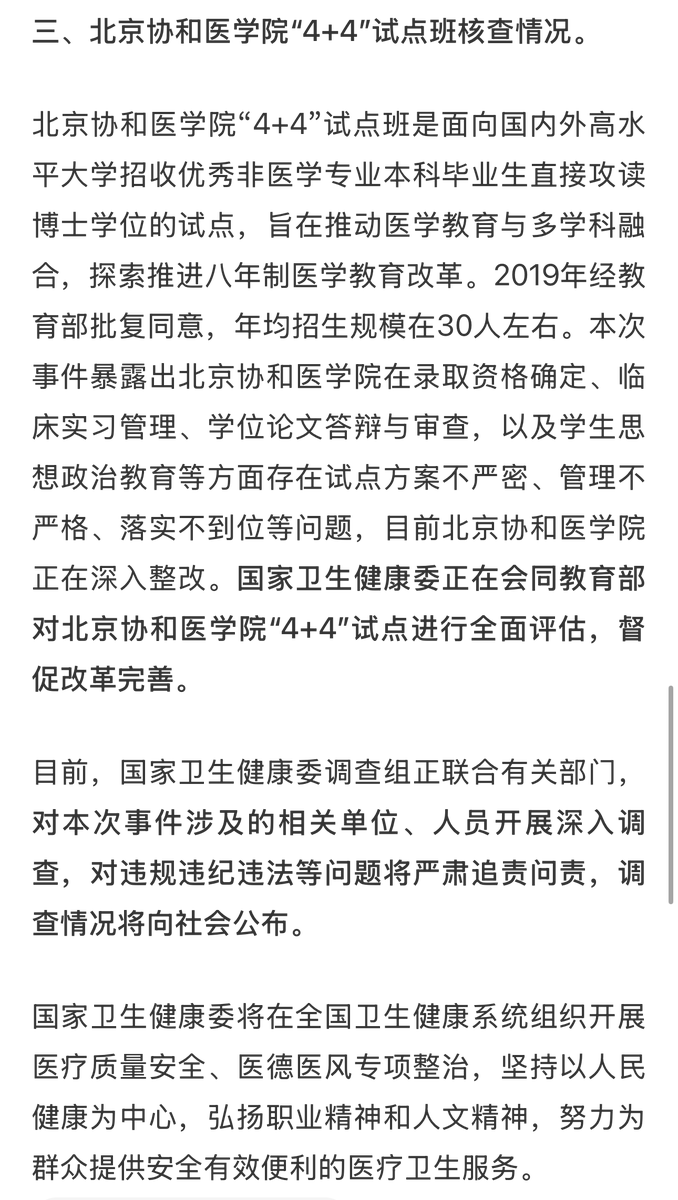 三、北京协和医学院“4+4”试点班核查情况。
北京协和医学院“4+4”试点班是面向国内外高水
平大学招收优秀非医学专业本科毕业生直接攻读
博士学位的试点，旨在推动医学教育与多学科融
合，探索推进八年制医学教育改革。2019年经教
育部批复同意，年均招生规模在30人左右。本次
事件暴露出北京协和医学院在录取资格确定、临
床实习管理、学位论文答辩与审查，以及学生思
想政治教育等方面存在试点方案不严密、管理不
严格、落实不到位等问题，目前北京协和医学院
正在深入整改。国家卫生健康委正在会同教育部
对北京协和医学院“4+4”试点进行全面评估，督
促改革完善。
目前，国家卫生健康委调查组正联合有关部门，
对本次事件涉及的相关单位、人员开展深入调
查，对违规违纪违法等问题将严肃追责问责，调
查情况将向社会公布。
国家卫生健康委将在全国卫生健康系统组织开展
医疗质量安全、医德医风专项整治，坚持以人民
健康为中心，弘扬职业精神和人文精神，努力为
群众提供安全有效便利的医疗卫生服务。